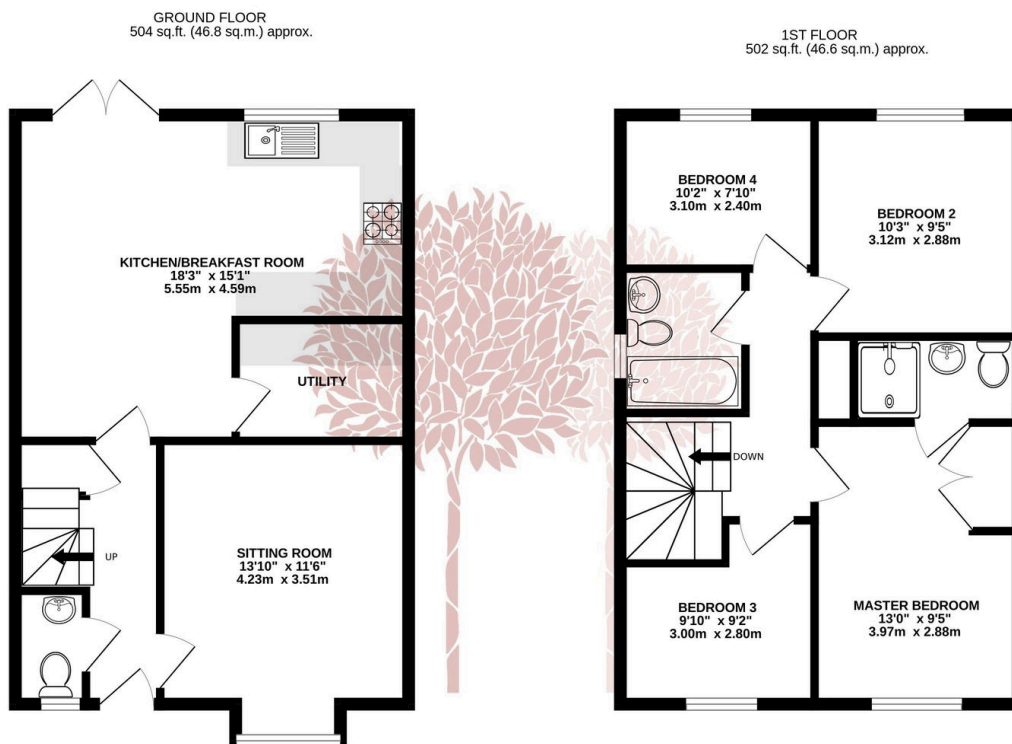 GROUND FLOOR
504 sq.ft. (46.8 sq.m.) approx.
KITCHEN/BREAKFAST ROOM
18'3" x 15'1"
5.55m x 4.59m
UTILITY
UP
SITTING ROOM
13'10" x 11'6"
4.23m x 3.51m
1ST FLOOR
502 sq.ft. (46.6 sq.m.) approx.
BEDROOM 4
10'2" x 7'10"
3.10m x 2.40m
BEDROOM 2
10'3" x 9'5"
3.12m x 2.88m
DOWN
BEDROOM 3
9'10" x 9'2"
3.00m x 2.80m
MASTER BEDROOM
13'0" x 9'5"
3.97m x 2.88m